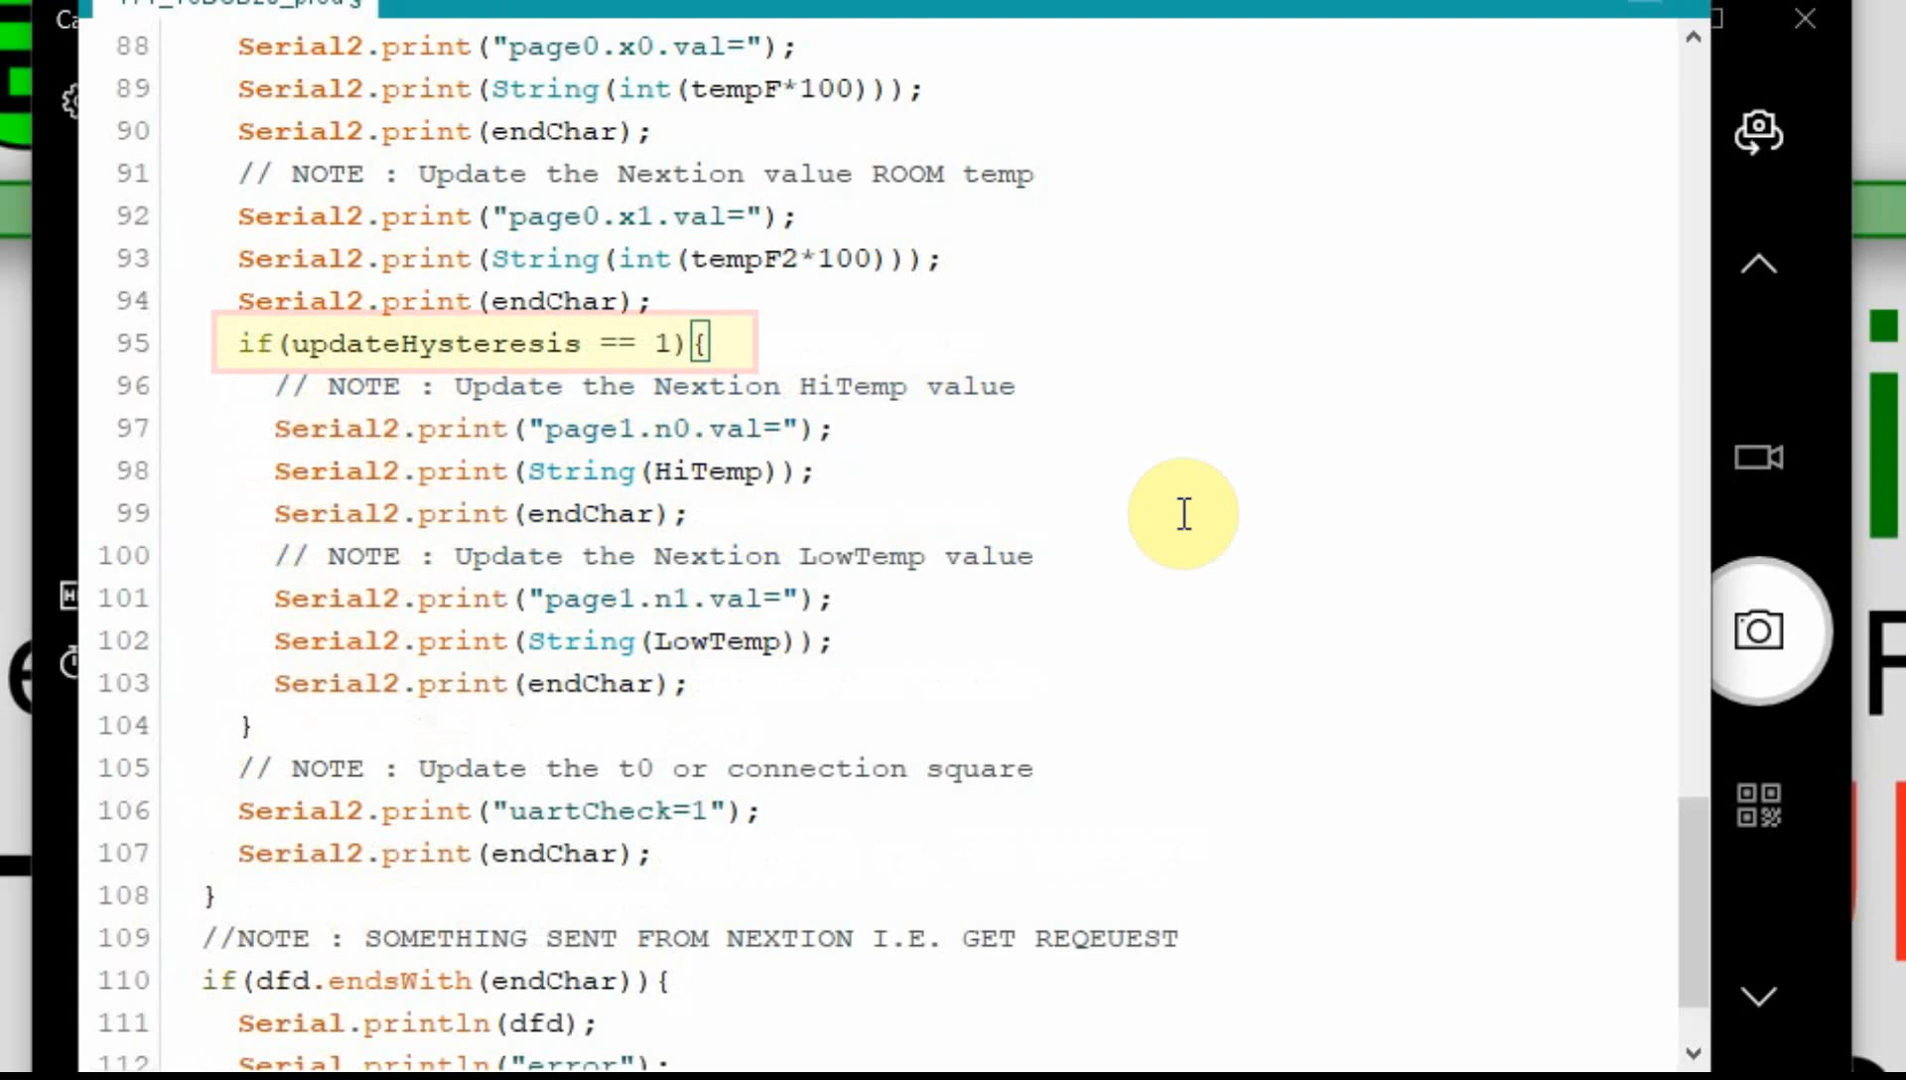 88 Serial2.print("page0.x0.val=");
89 Serial2.print(String(int(tempF*100)));
90 Serial2.print(endChar);
91 // NOTE : Update the Nextion value ROOM temp
92 Serial2.print("page0.x1.val=");
93 Serial2.print(String(int(tempF2*100)));
94 Serial2.print(endChar);
95 if(updateHysteresis == 1){
96 // NOTE : Update the Nextion HiTemp value
97 Serial2.print("page1.n0.val=");
98 Serial2.print(String(HiTemp));
99 Serial2.print(endChar);
100 // NOTE : Update the Nextion LowTemp value
101 Serial2.print("page1.n1.val=");
102 Serial2.print(String(LowTemp));
103 Serial2.print(endChar);
104 }
105 // NOTE : Update the t0 or connection square
106 Serial2.print("uartCheck=1");
107 Serial2.print(endChar);
108 }
109 //NOTE : SOMETHING SENT FROM NEXTION I.E. GET REQEUEST
110 if(dfd.endsWith(endChar)){
111 Serial.println(dfd);
112 Serial.println("error");